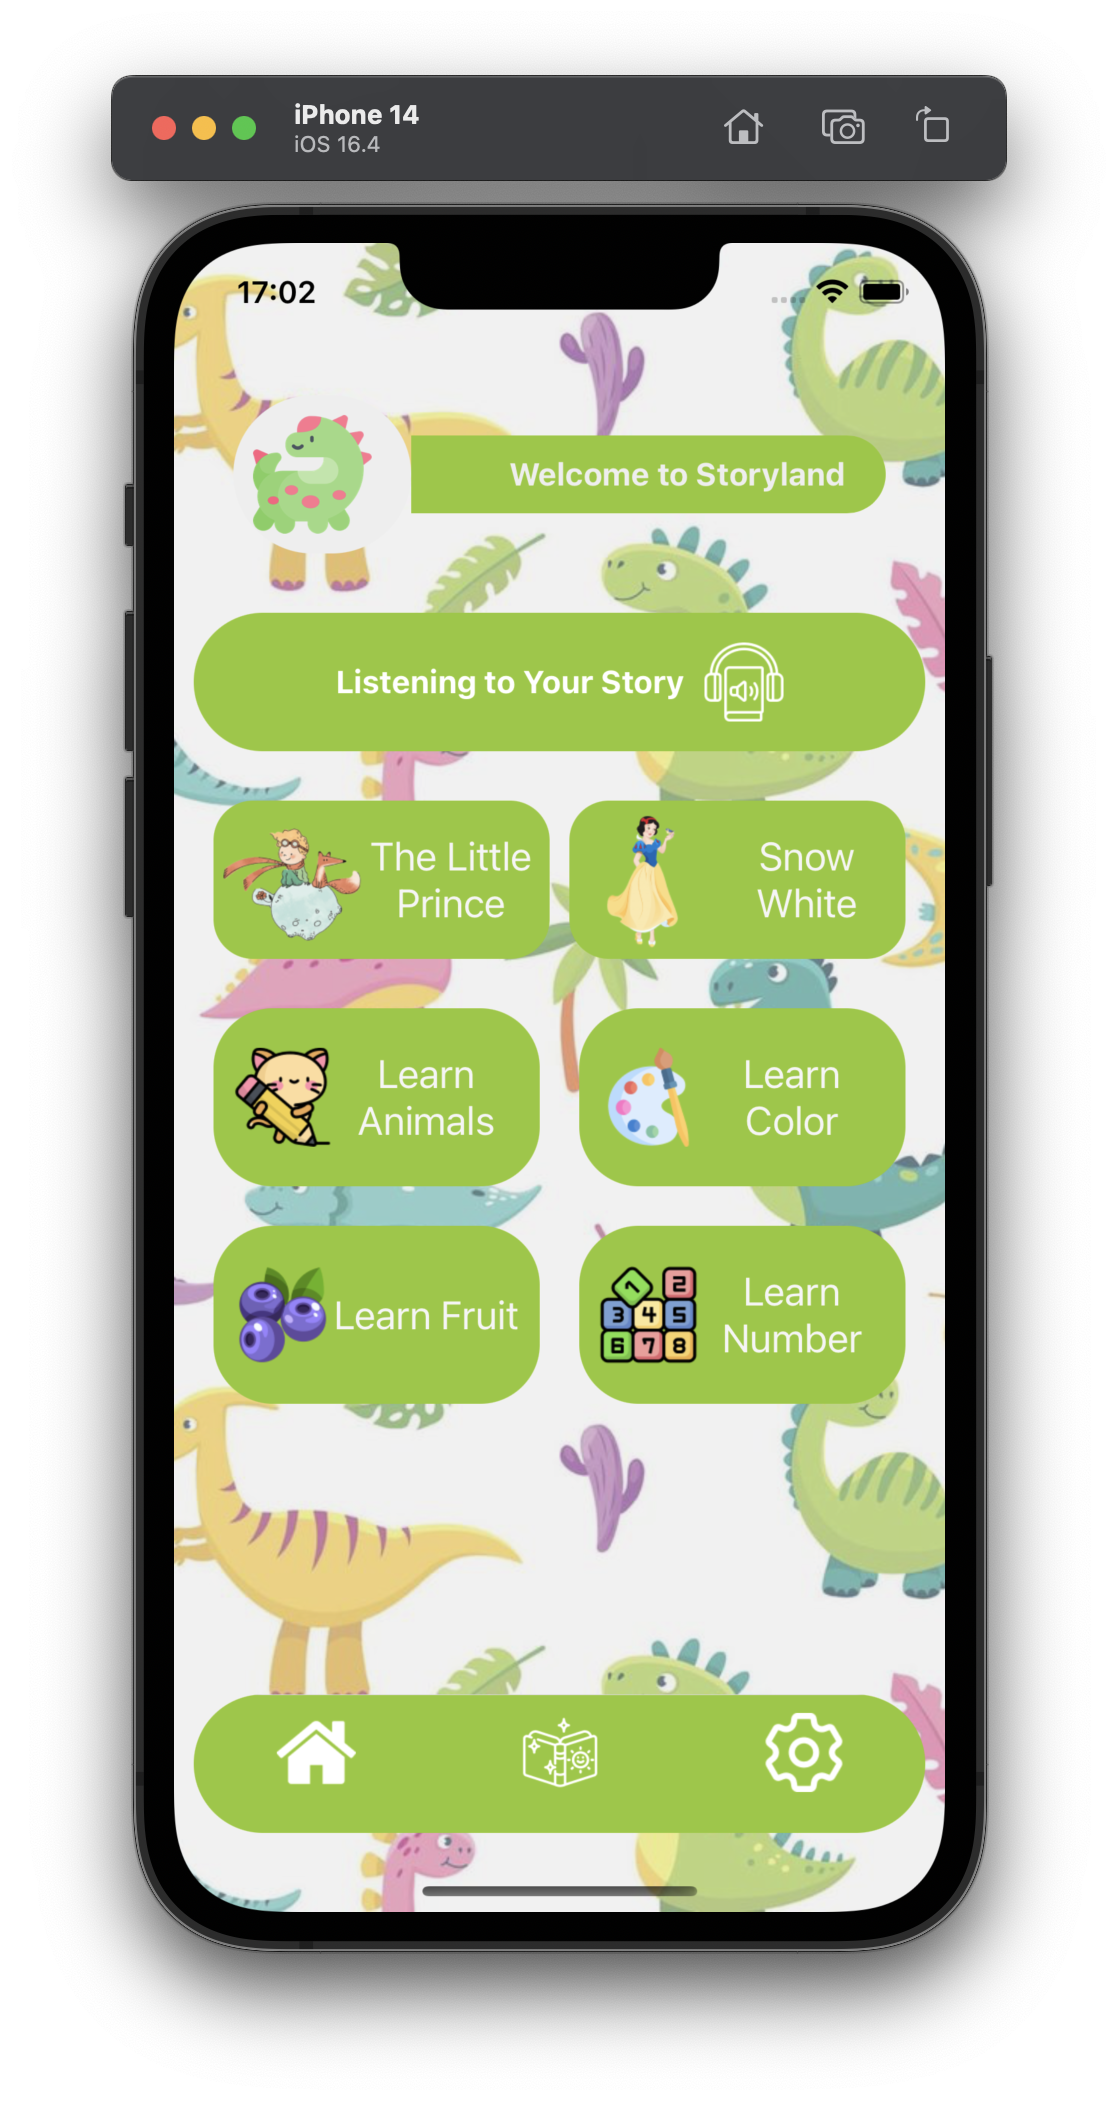 iPhone 14
iOS 16.4
17:02
Welcome to Storyland
Listening to Your Story
The Little
Prince
Snow
White
Learn
Animals
Learn
Color
Learn Fruit
1 2
3 4 5
6 7 8
Learn
Number